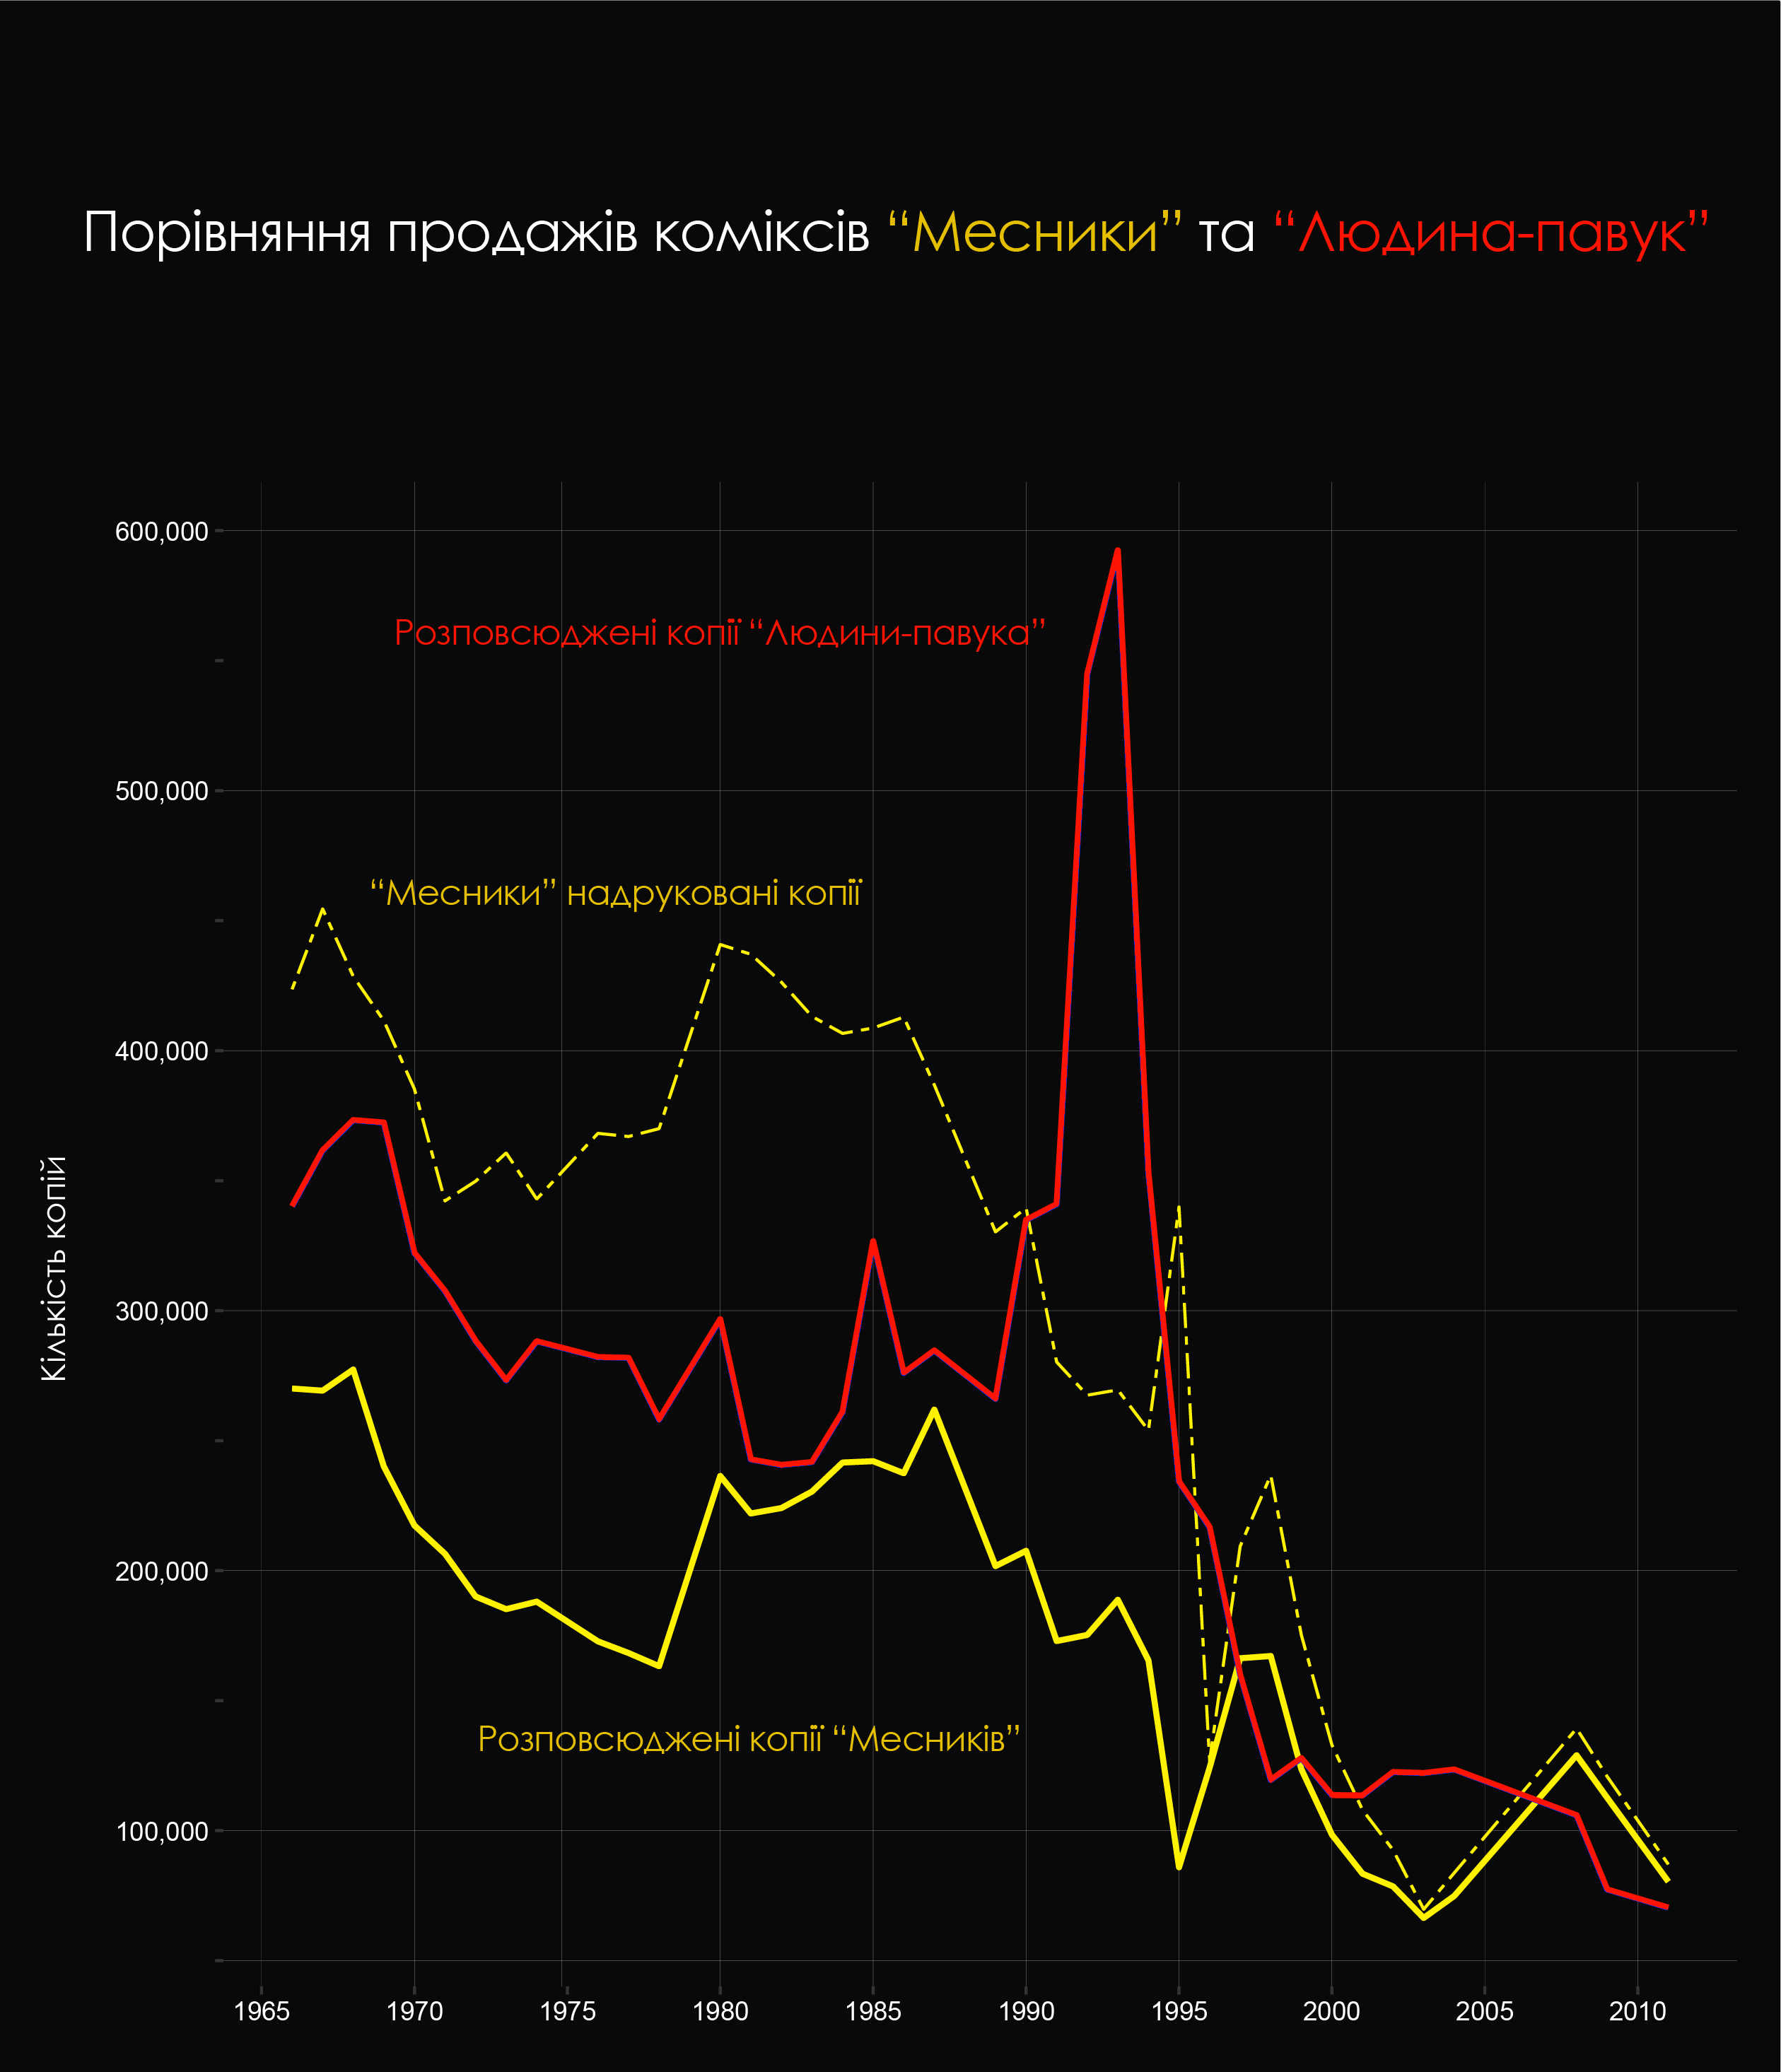 Порівняння продажів коміксів “Месники” та “Людина-павук”
600,000
Розповсюджені копії “Людини-павука”
500,000
“Месники” надруковані копії
400,000
Кількість копій
300,000
200,000
Розповсюджені копії “Месників”
100,000
1965 1970 1975 1980 1985 1990 1995 2000 2005 2010